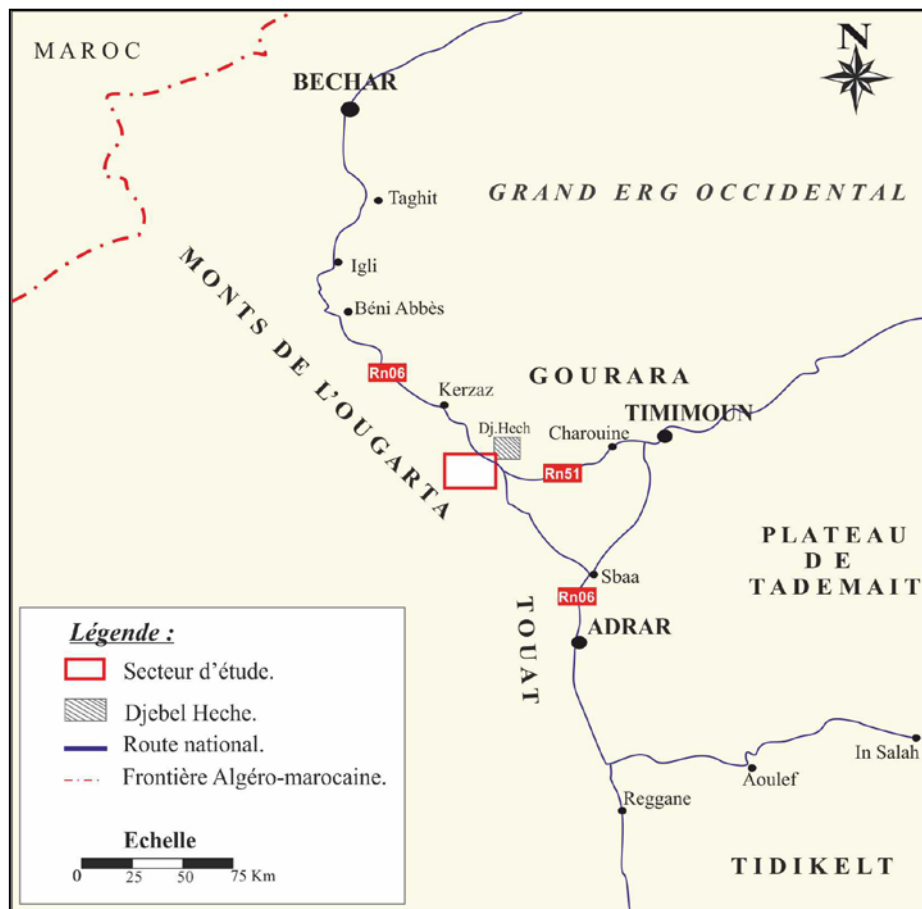 MAROC
N
BECHAR
GRAND ERG OCCIDENTAL
Taghit
Igli
MONTS DE L'OUGARTA
Béni Abbès
Rn06
GOURARA
Kerzaz
TIMIMOUN
Dj.Hech
Charouine
Rn51
PLATEAU
DE
TADEMAIT
Sbaa
Rn06
TOUAT
ADRAR
In Salah
Aoulef
Reggane
TIDIKELT
Légende :
Secteur d'étude.
Djebel Heche.
Route national.
Frontière Algéro-marocaine.
Echelle
0 25 50 75 Km